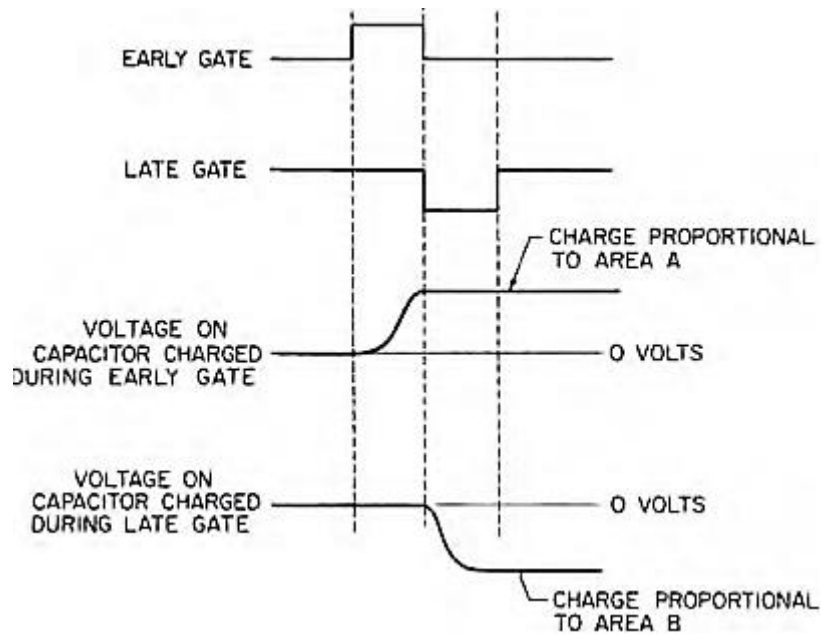 EARLY GATE
LATE GATE
CHARGE PROPORTIONAL
TO AREA A
VOLTAGE ON
CAPACITOR CHARGED
DURING EARLY GATE
O VOLTS
VOLTAGE ON
CAPACITOR CHARGED
DURING LATE GATE
O VOLTS
CHARGE PROPORTIONAL
TO AREA B